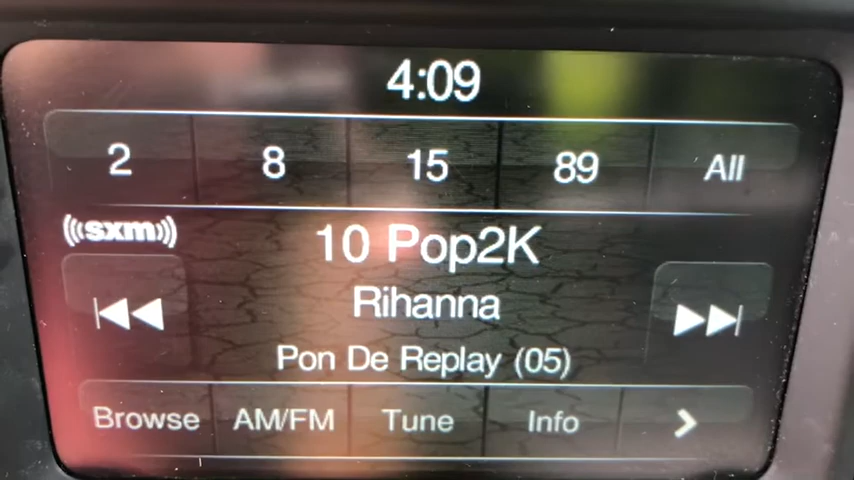 4:09
2 8 15 89 All
((sxm))
10 Pop2K
Rihanna
Pon De Replay (05)
Browse AM/FM Tune Info